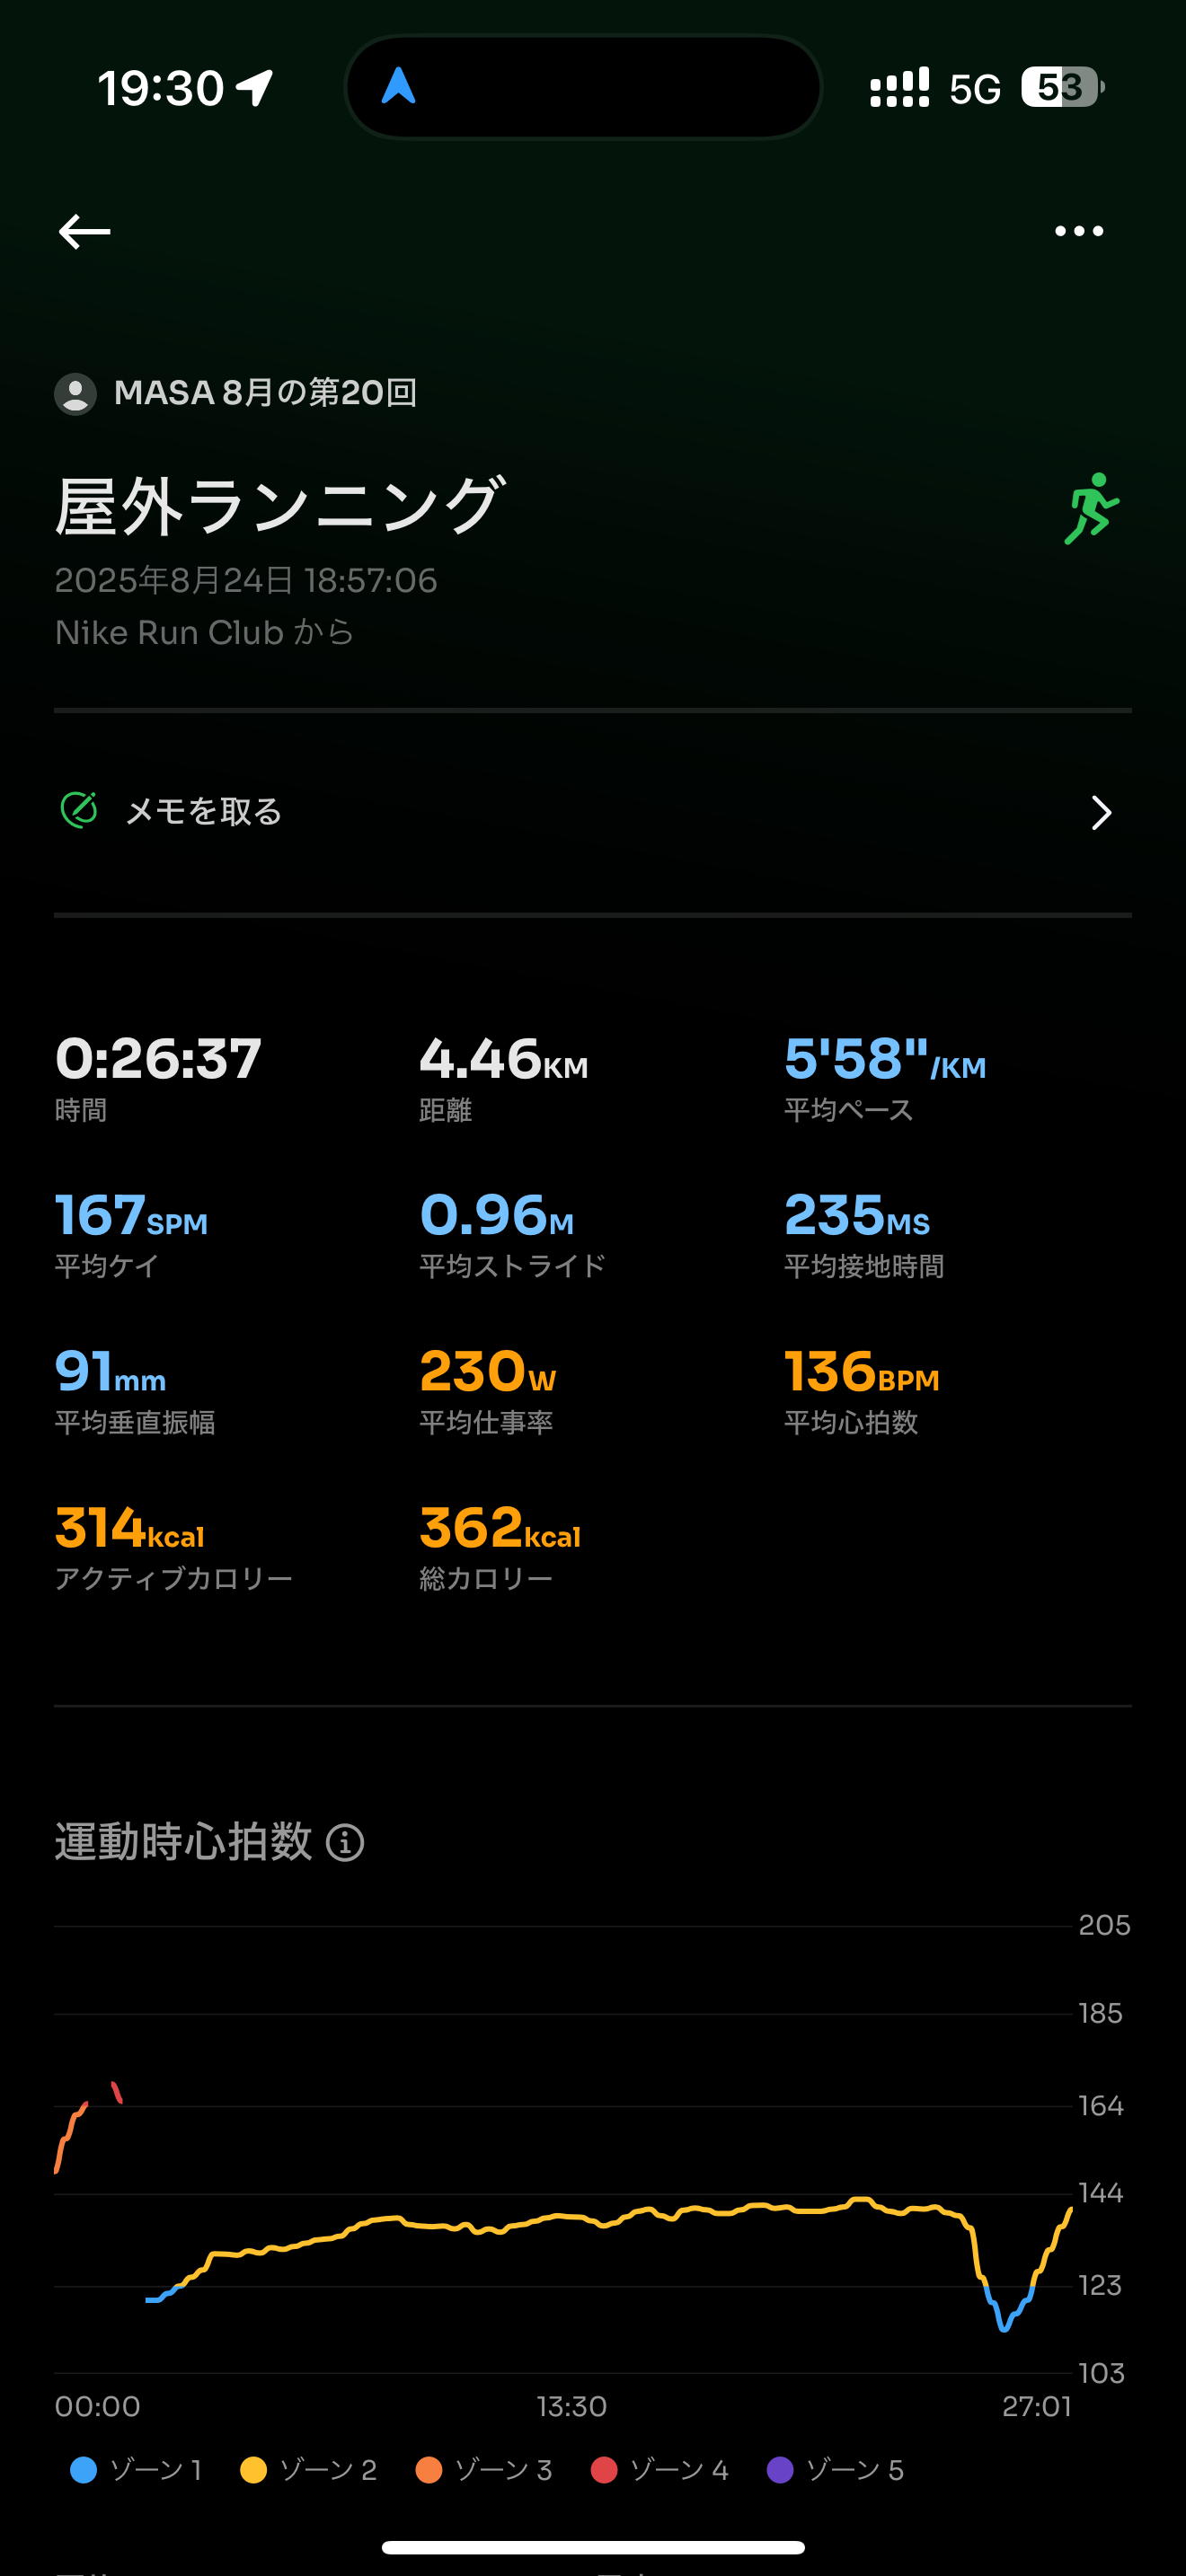 19:30 5G 53
MASA 8月の第20回
屋外ランニング
2025年8月24日 18:57:06
Nike Run Club から
メモを取る
0:26:37 4.46KM 5'58"/KM
時間 距離 平均ペース
167SPM 0.96M 235MS
平均ケイ 平均ストライド 平均接地時間
91mm 230W 136BPM
平均垂直振幅 平均仕事率 平均心拍数
314kcal 362kcal
アクティブカロリー 総カロリー
運動時心拍数
205
185
164
144
123
103
00:00 13:30 27:01
ゾーン 1 ゾーン 2 ゾーン 3 ゾーン 4 ゾーン 5